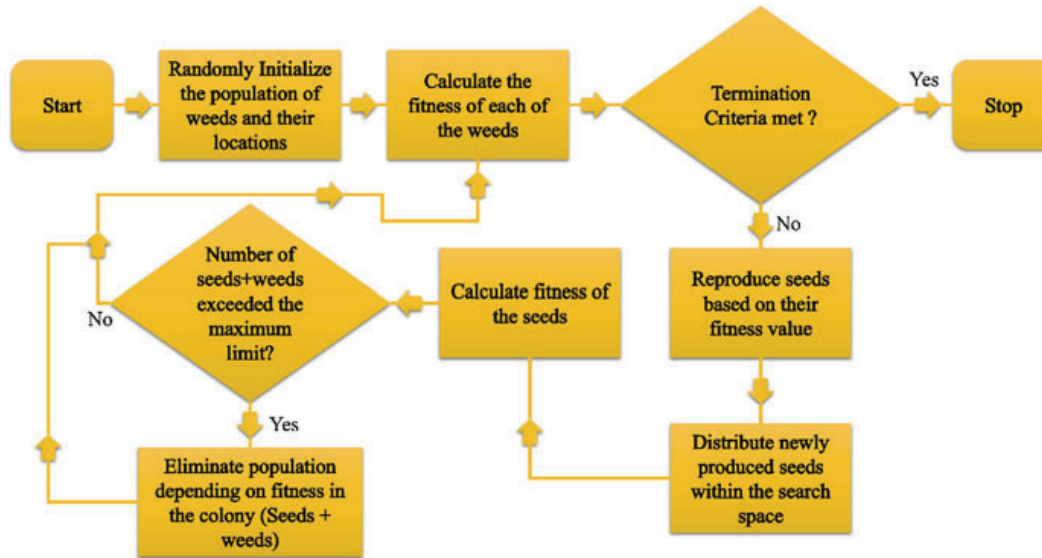 Start
Randomly Initialize
the population of
weeds and their
locations
Calculate the
fitness of each of
the weeds
Termination
Criteria met ?
Yes
Stop
No
Reproduce seeds
based on their
fitness value
Distribute newly
produced seeds
within the search
space
Calculate fitness of
the seeds
Number of
seeds+weeds
exceeded the
maximum
limit?
No
Yes
Eliminate population
depending on fitness in
the colony (Seeds +
weeds)